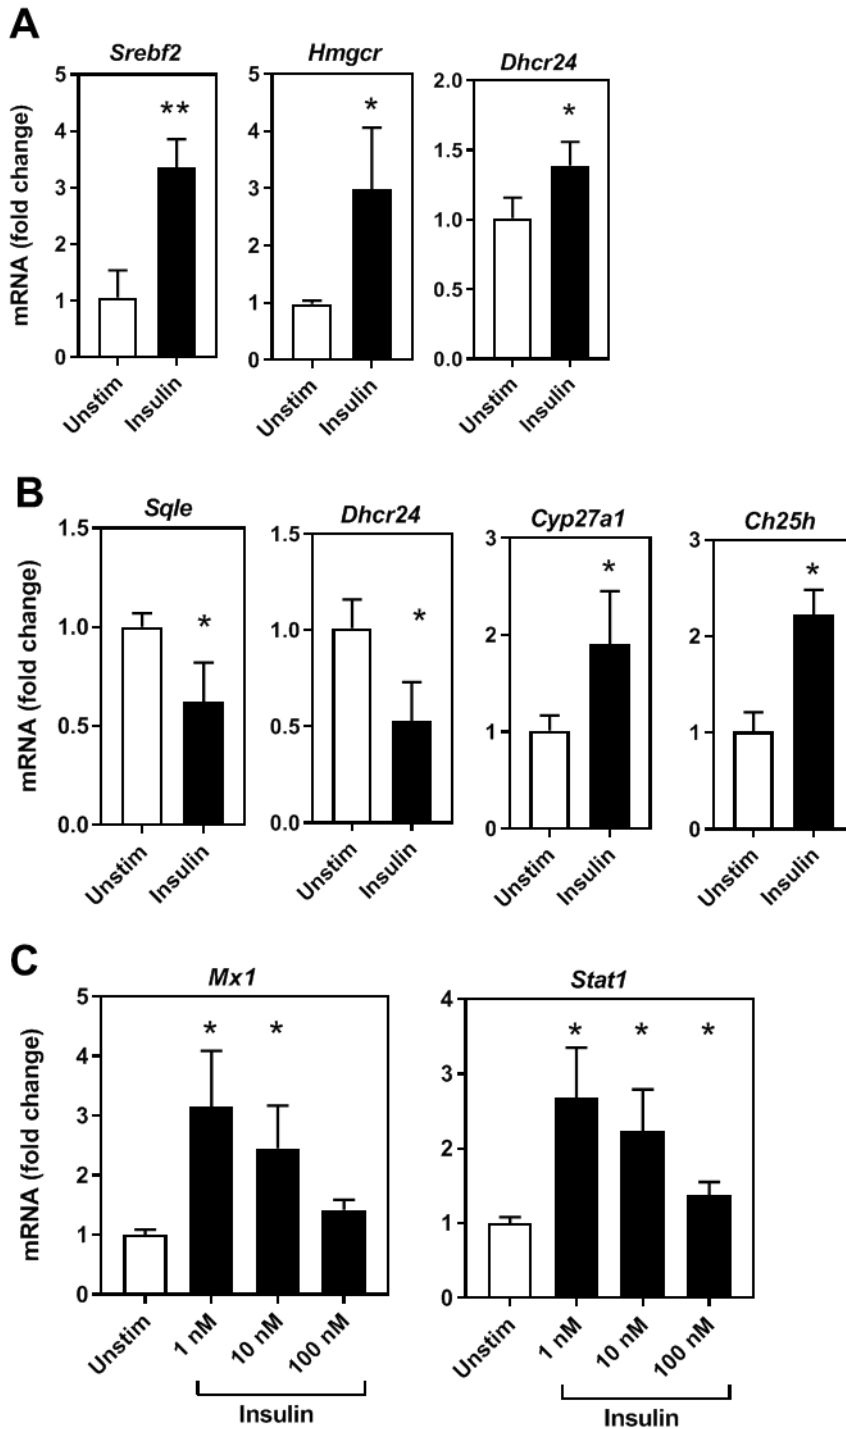 A
Srebf2 Hmgcr Dhcr24
mRNA (fold change)
5 4 3 2 1 0
** 
5 4 3 2 1 0
*
2.0 1.5 1.0 0.5 0.0
*
Unstim Insulin Unstim Insulin Unstim Insulin
B
Sqle Dhcr24 Cyp27a1 Ch25h
mRNA (fold change)
1.5 1.0 0.5 0.0
*
1.5 1.0 0.5 0.0
*
3 2 1 0
*
3 2 1 0
*
Unstim Insulin Unstim Insulin Unstim Insulin Unstim Insulin
C
Mx1 Stat1
mRNA (fold change)
5 4 3 2 1 0
* *
4 3 2 1 0
* * *
Unstim 1 nM 10 nM 100 nM Unstim 1 nM 10 nM 100 nM
Insulin Insulin